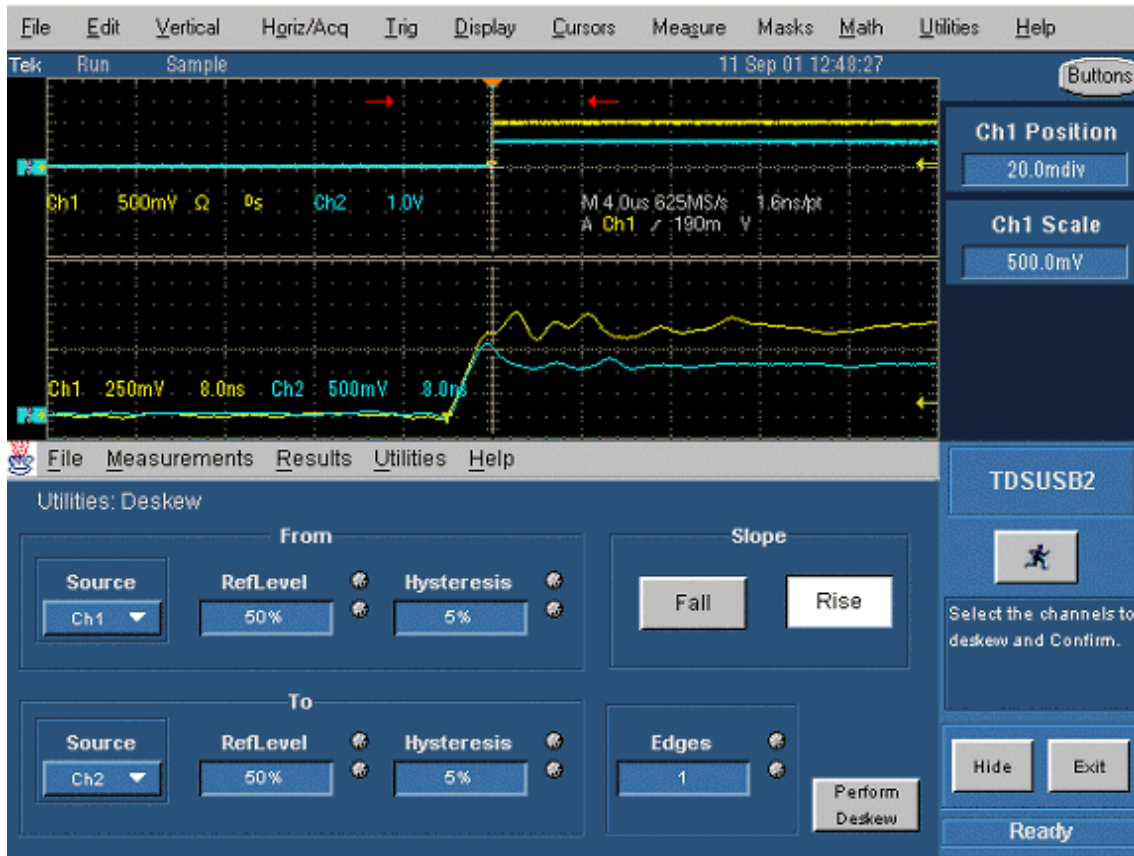 File Edit Vertical Horiz/Acq Trig Display Cursors Measure Masks Math Utilities Help
Tek Run Sample 11 Sep 01 12:48:27
Buttons
Ch1 Position
20.0mdiv
Ch1 500mV Ω 0s Ch2 1.0V M 4.0us 625MS/s 1.6ns/pt
A Ch1 190m V
Ch1 Scale
500.0mV
Ch1 250mV 8.0ns Ch2 500mV 8.0ns
File Measurements Results Utilities Help
TDSUSB2
Utilities: Deskew
From
Source RefLevel Hysteresis
Ch1 50% 5%
Slope
Fall Rise
Select the channels to
deskew and Confirm.
To
Source RefLevel Hysteresis
Ch2 50% 5%
Edges
1
Perform
Deskew
Hide Exit
Ready